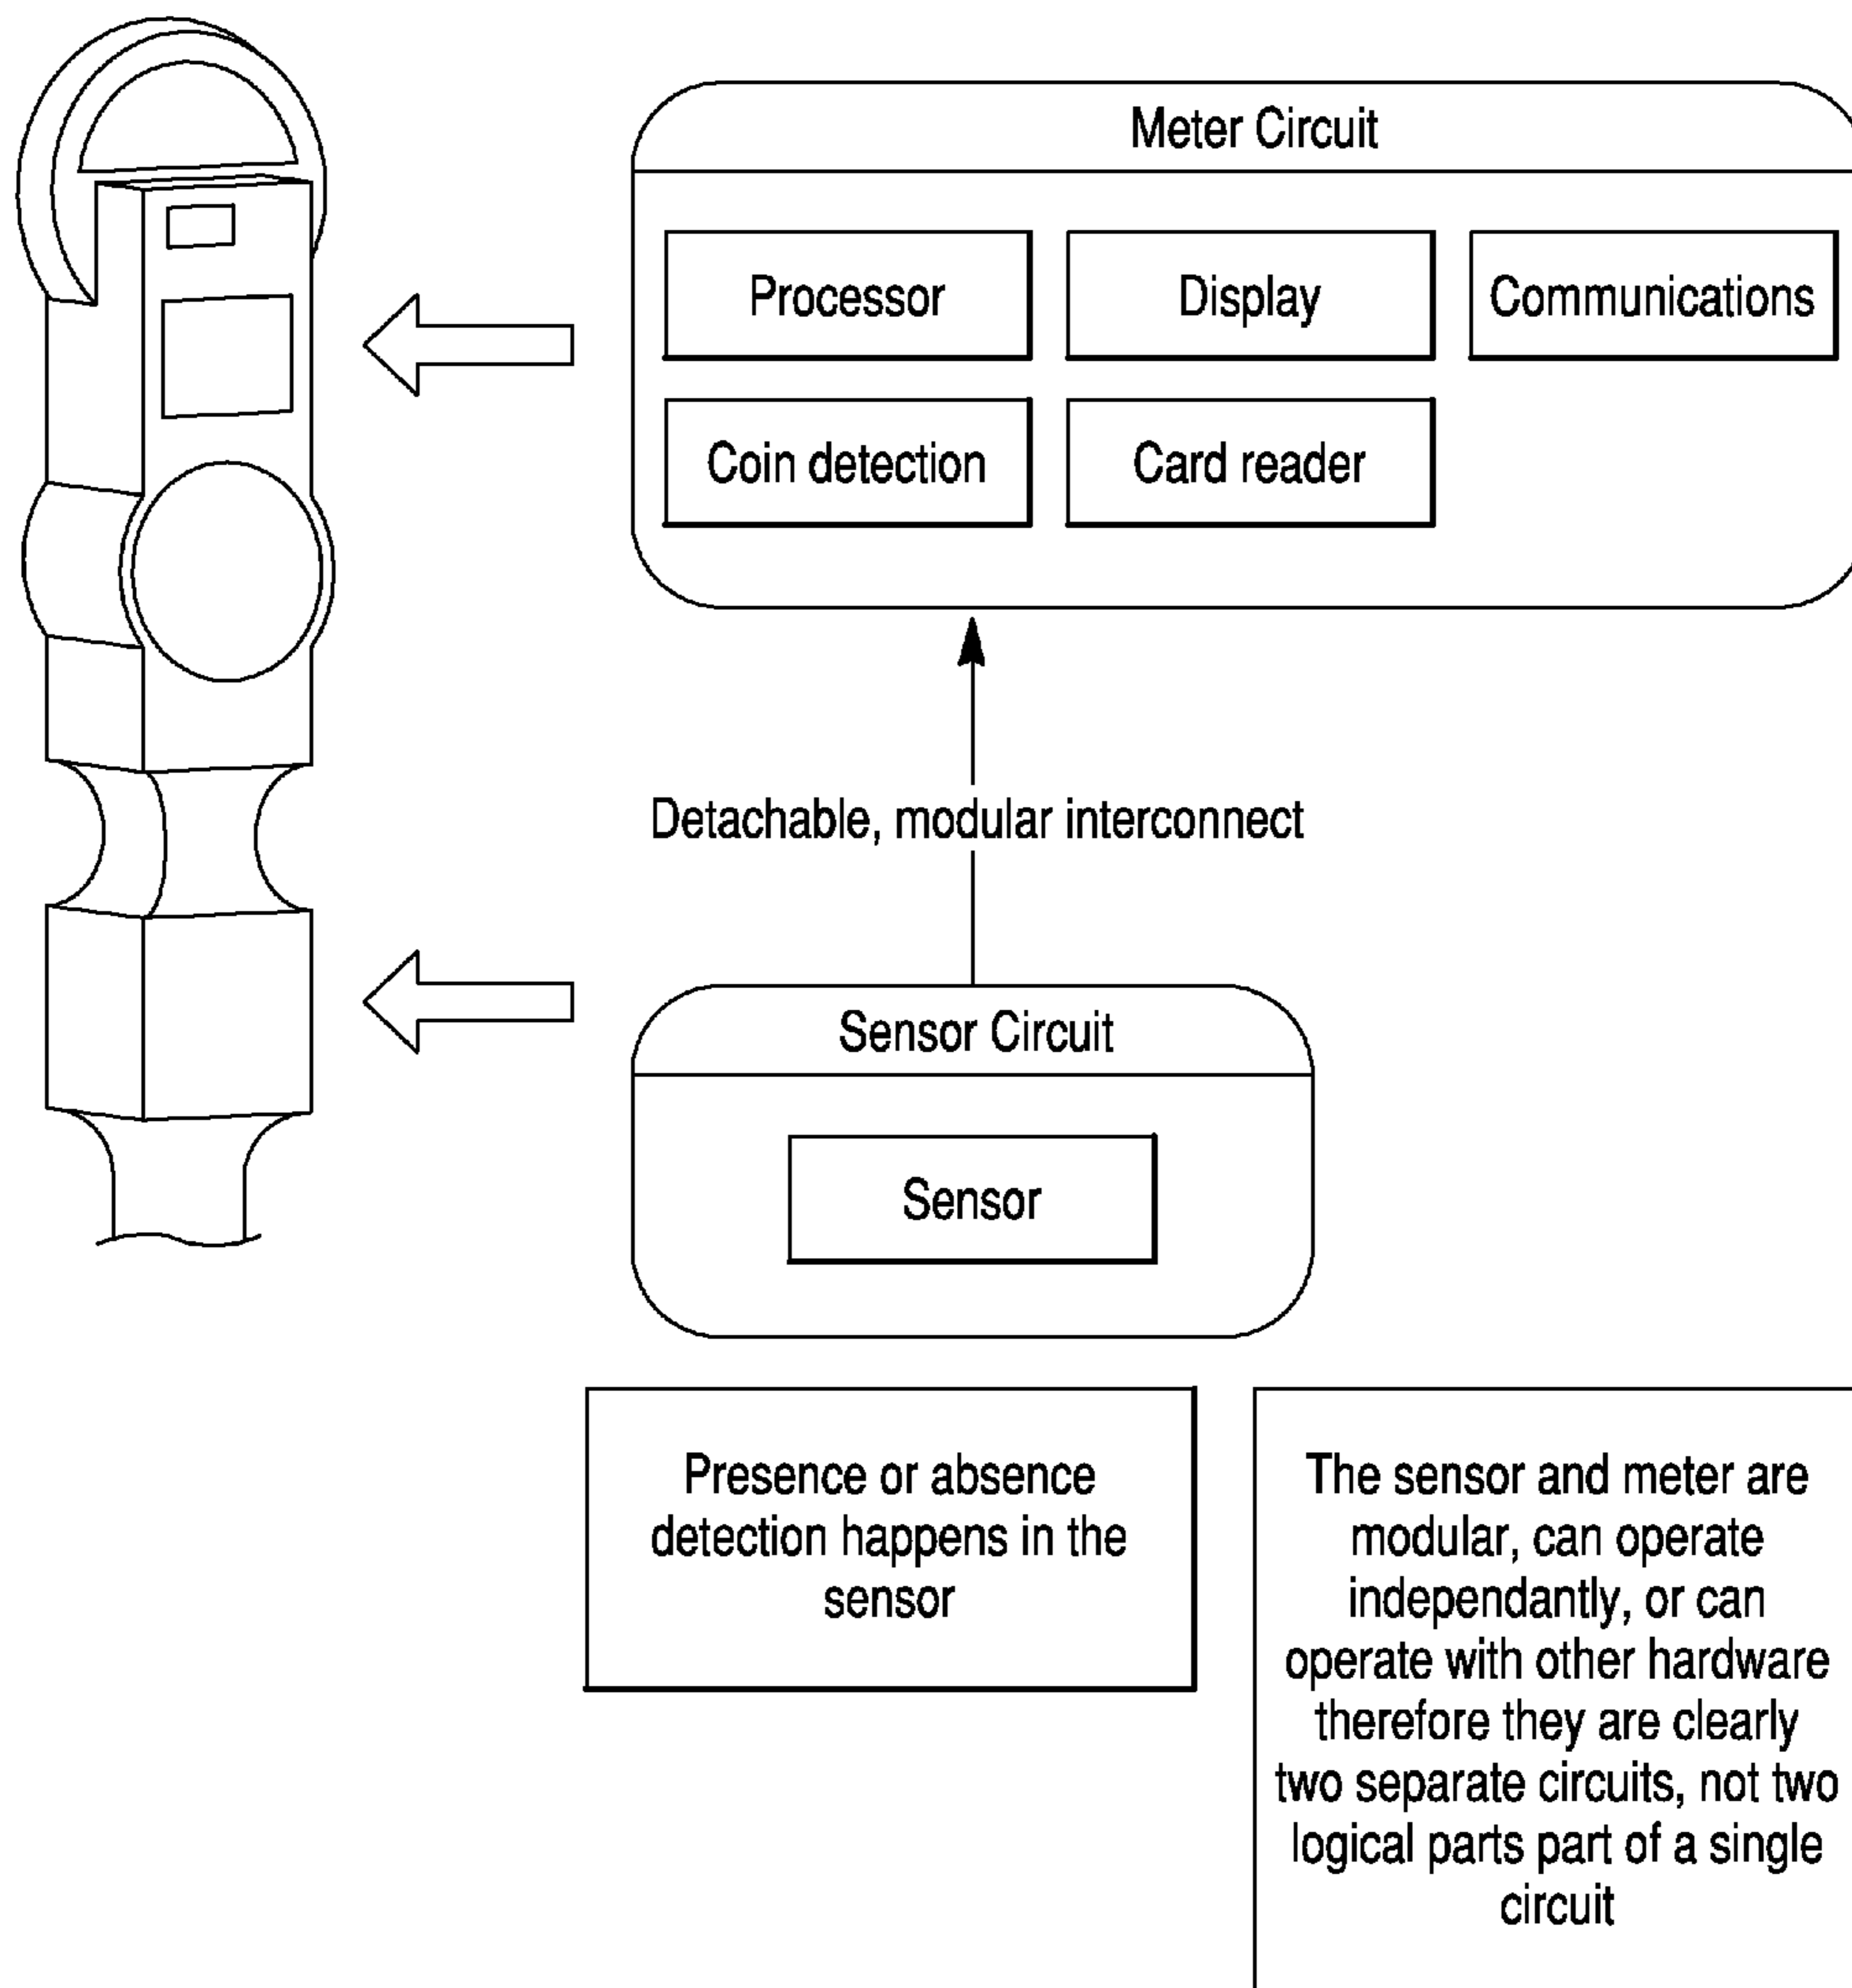 Meter Circuit
Processor
Display
Communications
Coin detection
Card reader
Detachable, modular interconnect
Sensor Circuit
Sensor
Presence or absence
detection happens in the
sensor
The sensor and meter are
modular, can operate
independantly, or can
operate with other hardware
therefore they are clearly
two separate circuits, not two
logical parts part of a single
circuit